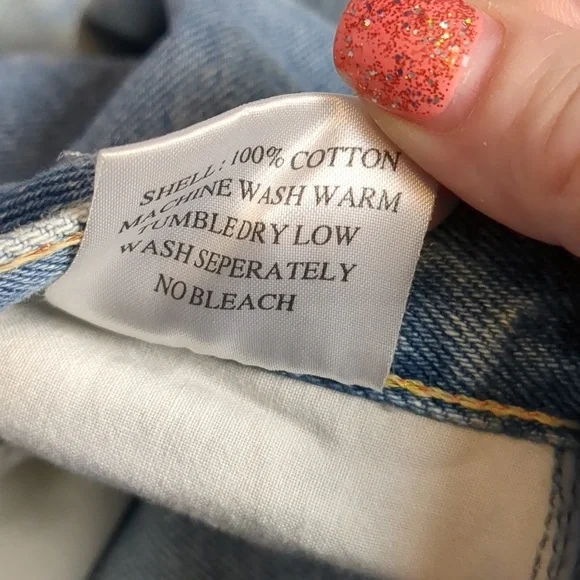 SHELL: 100% COTTON
MACHINE WASH WARM
TUMBLEDRY LOW
WASH SEPERATELY
NO BLEACH